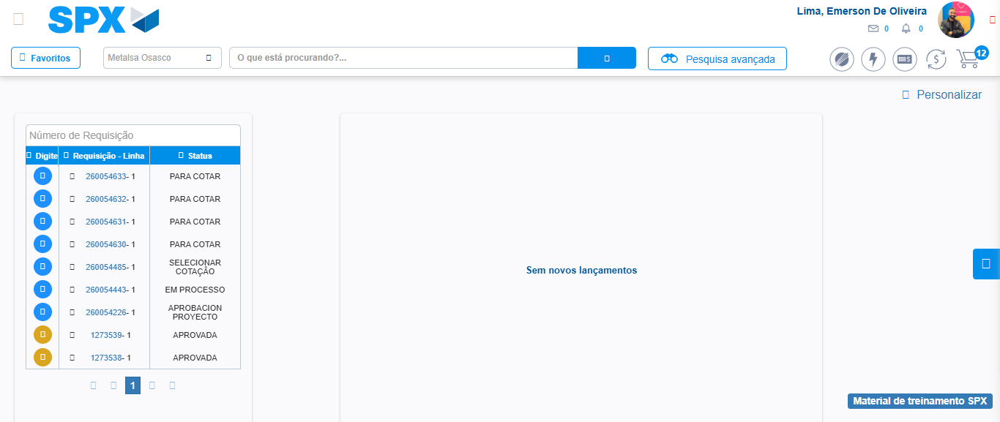 SPX
Lima, Emerson De Oliveira
0 0
Favoritos
Metalsa Osasco
O que está procurando?...
Pesquisa avançada
$
12
Personalizar
Número de Requisição
Digite Requisição - Linha Status
260054633- 1 PARA COTAR
260054632- 1 PARA COTAR
260054631- 1 PARA COTAR
260054630- 1 PARA COTAR
260054485- 1 SELECIONAR
COTAÇÃO
260054443- 1 EM PROCESSO
260054226- 1 APROBACION
PROYECTO
1273539- 1 APROVADA
1273538- 1 APROVADA
1
Sem novos lançamentos
Material de treinamento SPX